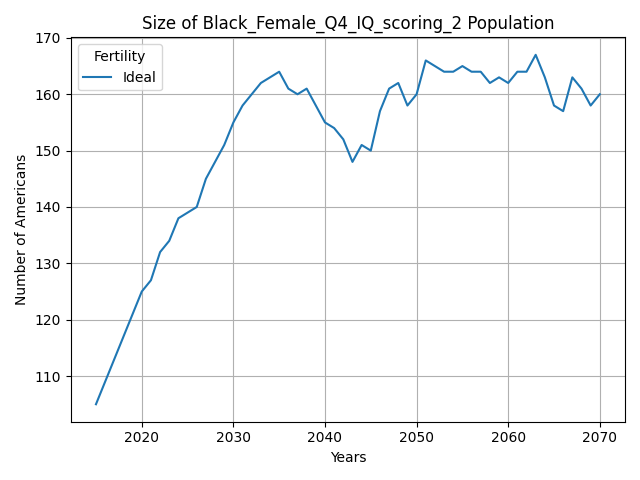 Size of Black_Female_Q4_IQ_scoring_2 Population
Fertility
Ideal
Number of Americans
170
160
150
140
130
120
110
2020 2030 2040 2050 2060 2070
Years